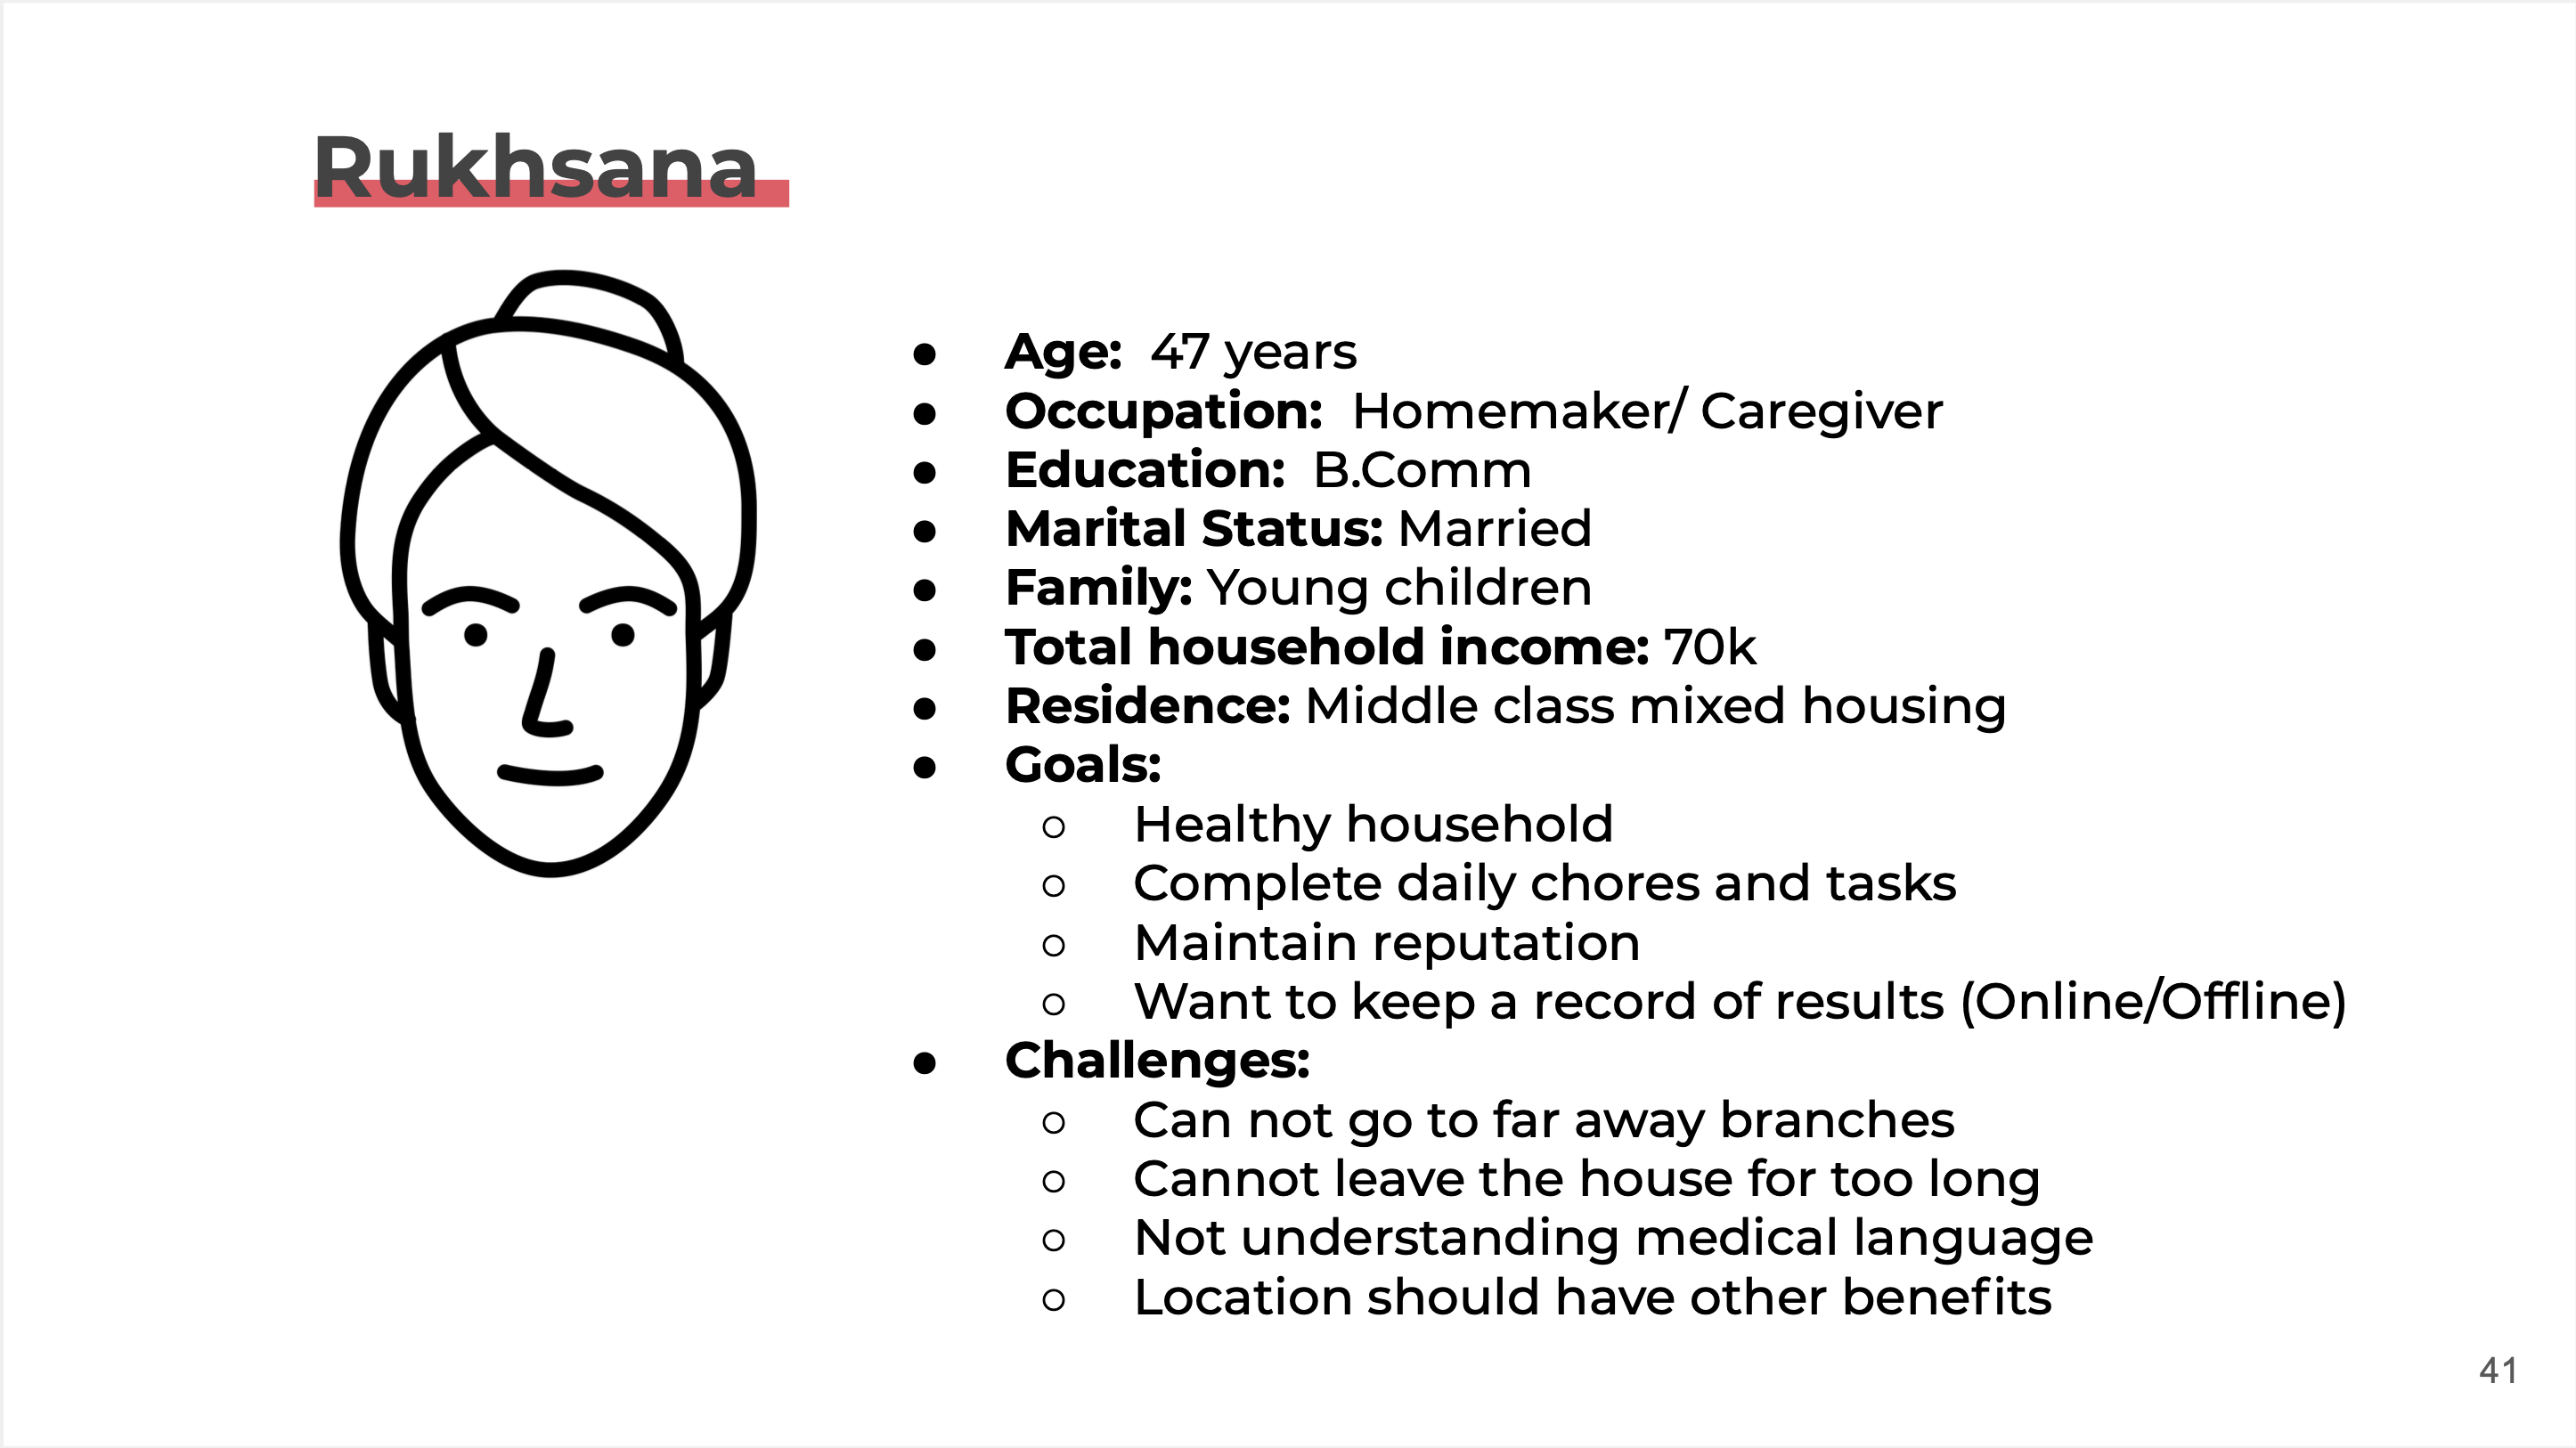 Rukhsana
● Age: 47 years
● Occupation: Homemaker/ Caregiver
● Education: B.Comm
● Marital Status: Married
● Family: Young children
● Total household income: 70k
● Residence: Middle class mixed housing
● Goals:
○ Healthy household
○ Complete daily chores and tasks
○ Maintain reputation
○ Want to keep a record of results (Online/Offline)
● Challenges:
○ Can not go to far away branches
○ Cannot leave the house for too long
○ Not understanding medical language
○ Location should have other benefits
41